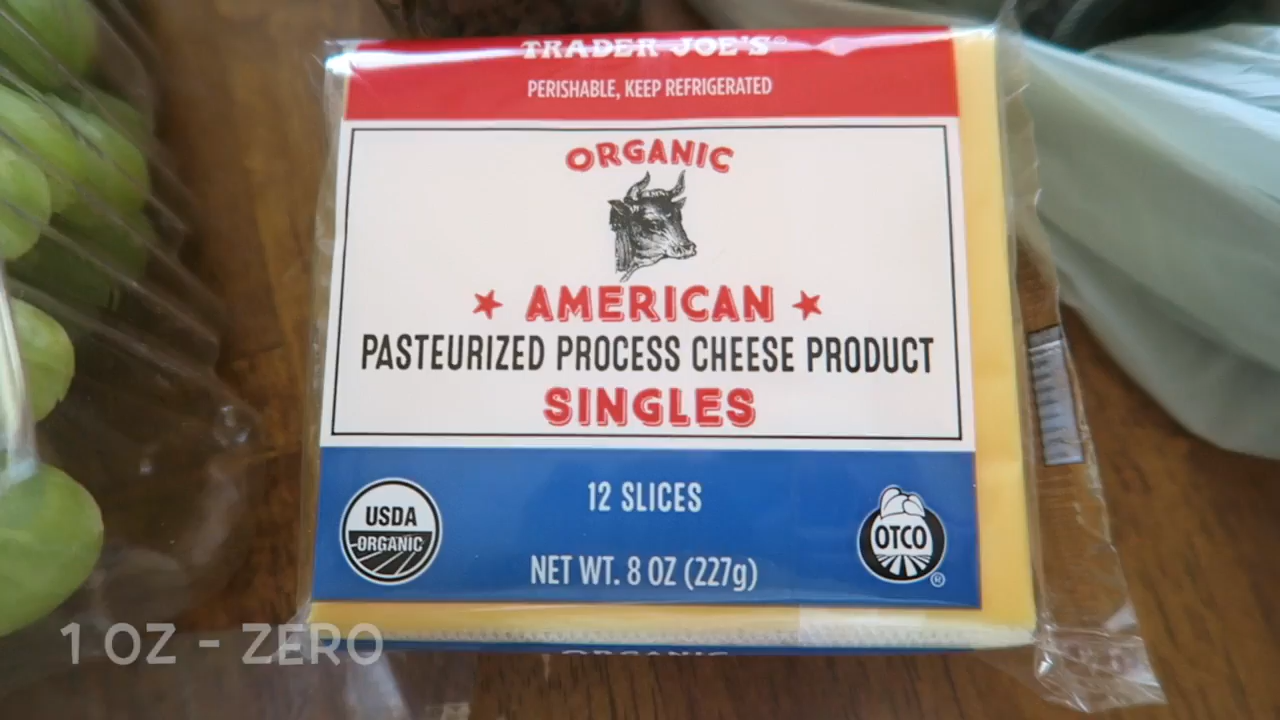 TRADER JOE'S®
PERISHABLE, KEEP REFRIGERATED
ORGANIC
★ AMERICAN ★
PASTEURIZED PROCESS CHEESE PRODUCT
SINGLES
12 SLICES
USDA
ORGANIC
OTCO
®
NET WT. 8 OZ (227g)
1 OZ - ZERO
ORGANIC